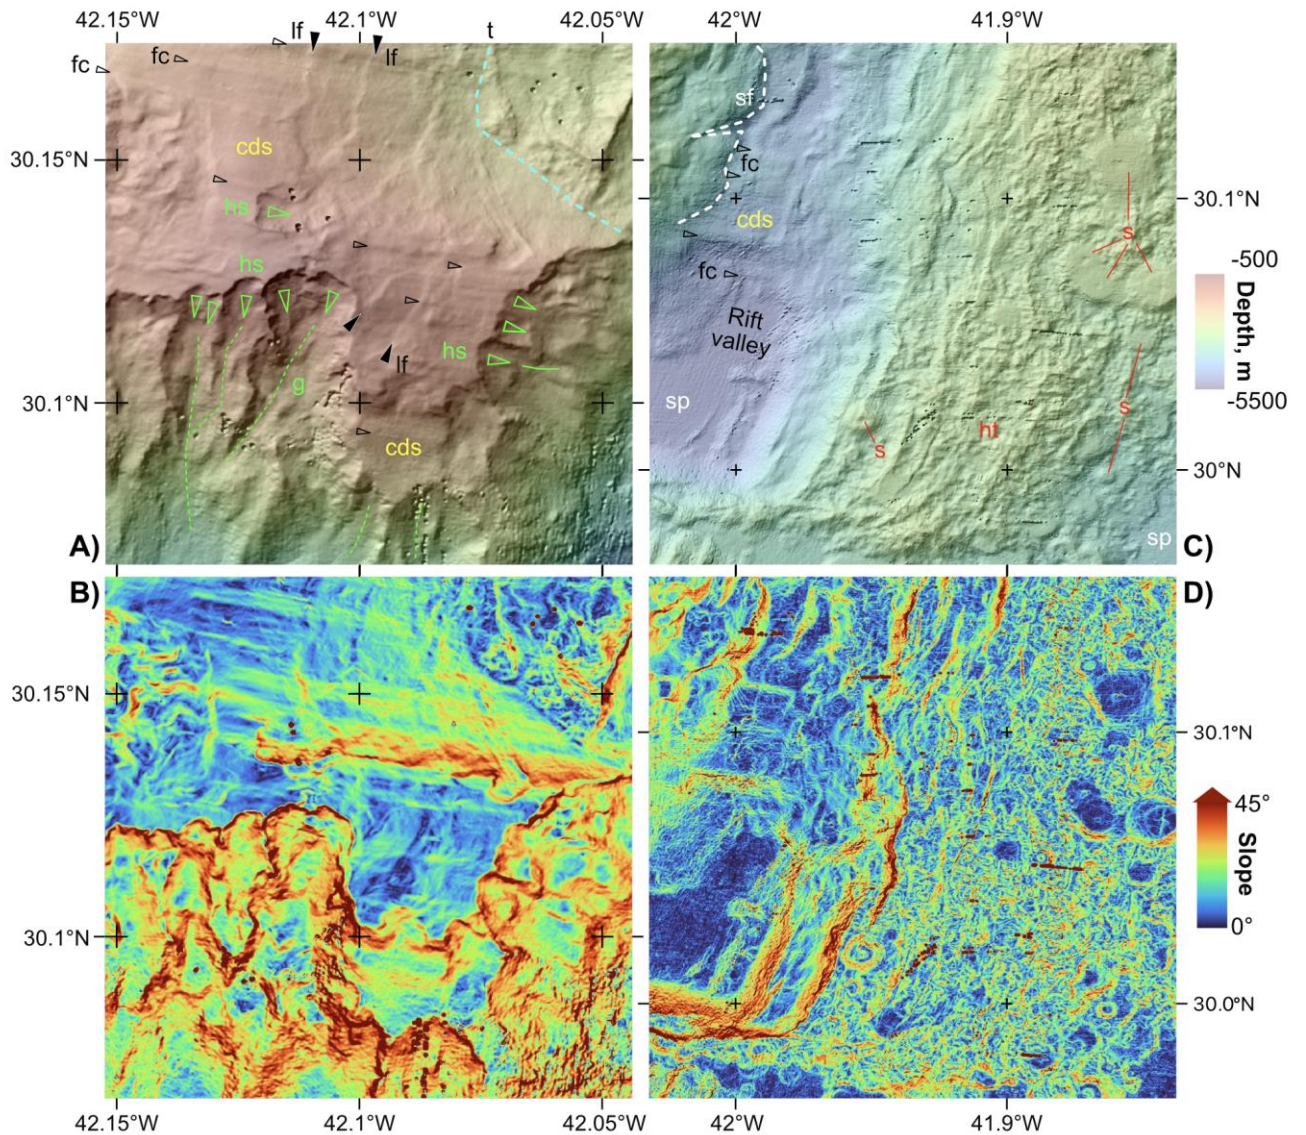 42.15°W 42.1°W 42.05°W 42°W 41.9°W
lf lf t
fc fc
sf
30.15°N cds fc 30.1°N
hs cds s
hs -500
fc
Rift
valley
Depth, m
hs lf
g -5500
30.1°N sp s
ht
cds s 30°N
sp
A) C)
B) D)
30.15°N 30.1°N
45°
Slope
0°
30.1°N
30.0°N
42.15°W 42.1°W 42.05°W 42°W 41.9°W